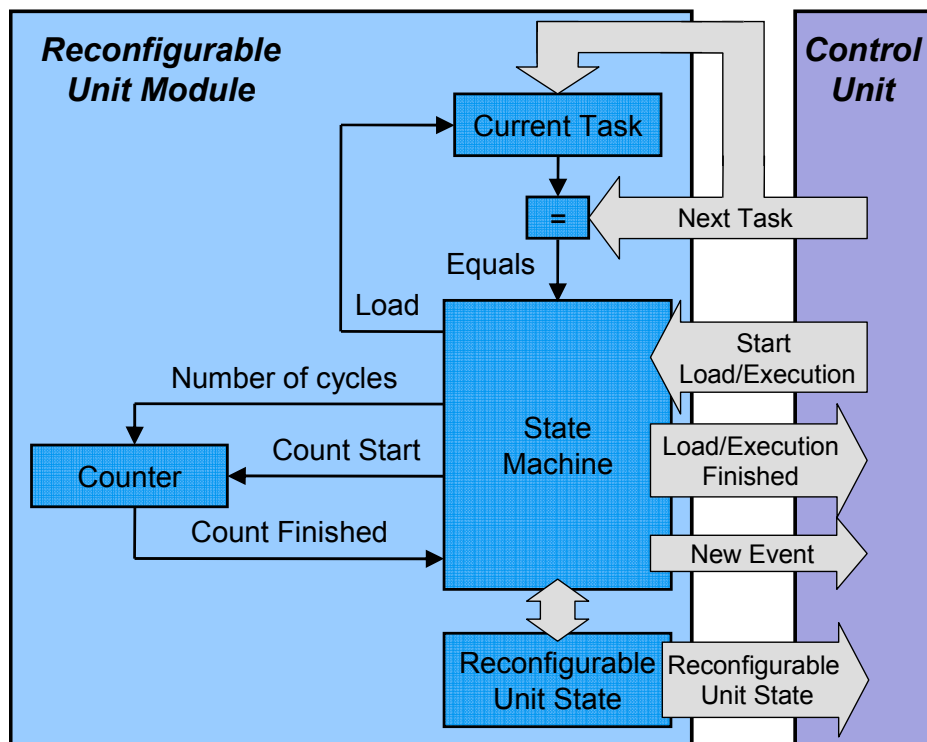 Reconfigurable
Unit Module
Control
Unit
Current Task
=
Next Task
Equals
Load
Start
Load/Execution
Number of cycles
State
Machine
Count Start
Load/Execution
Finished
Counter
Count Finished
New Event
Reconfigurable
Unit State
Reconfigurable
Unit State